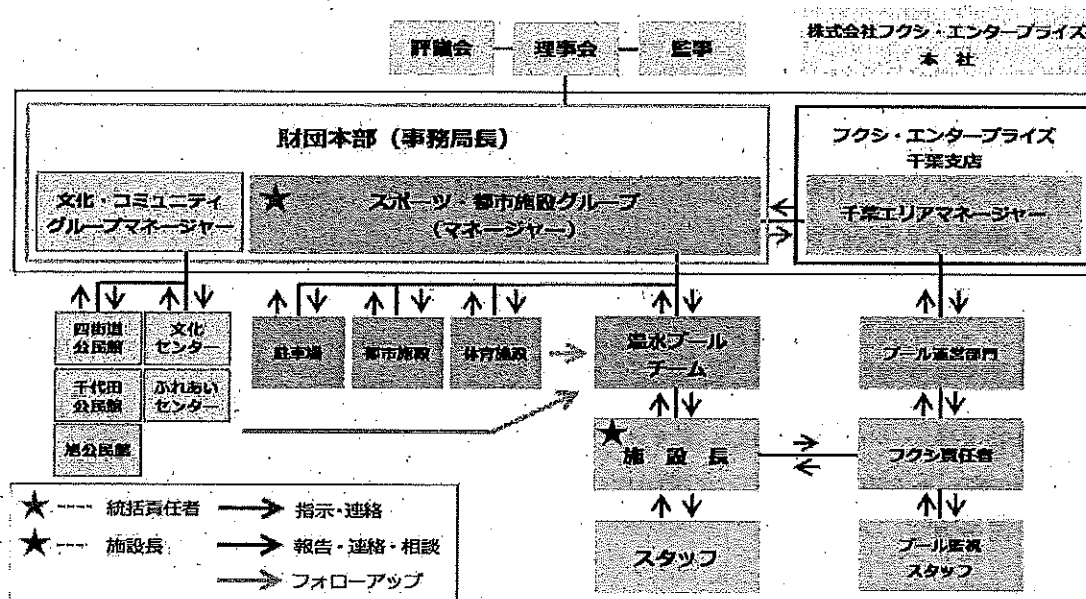 評議会
理事会
監事
株式会社フクシ・エンタープライズ
本 社
財団本部（事務局長）
フクシ・エンタープライズ
千葉支店
文化・コミュニティ
グループマネージャー
スポーツ・都市施設グループ
（マネージャー）
千葉エリアマネージャー
四街道
公民館
文化
センター
駐車場
都市施設
体育施設
温水プール
チーム
プール運営部門
千代田
公民館
ふれあい
センター
旭公民館
施 設 長
フクシ責任者
統括責任者
指示・連絡
施設長
報告・連絡・相談
フォローアップ
スタッフ
プール監視
スタッフ